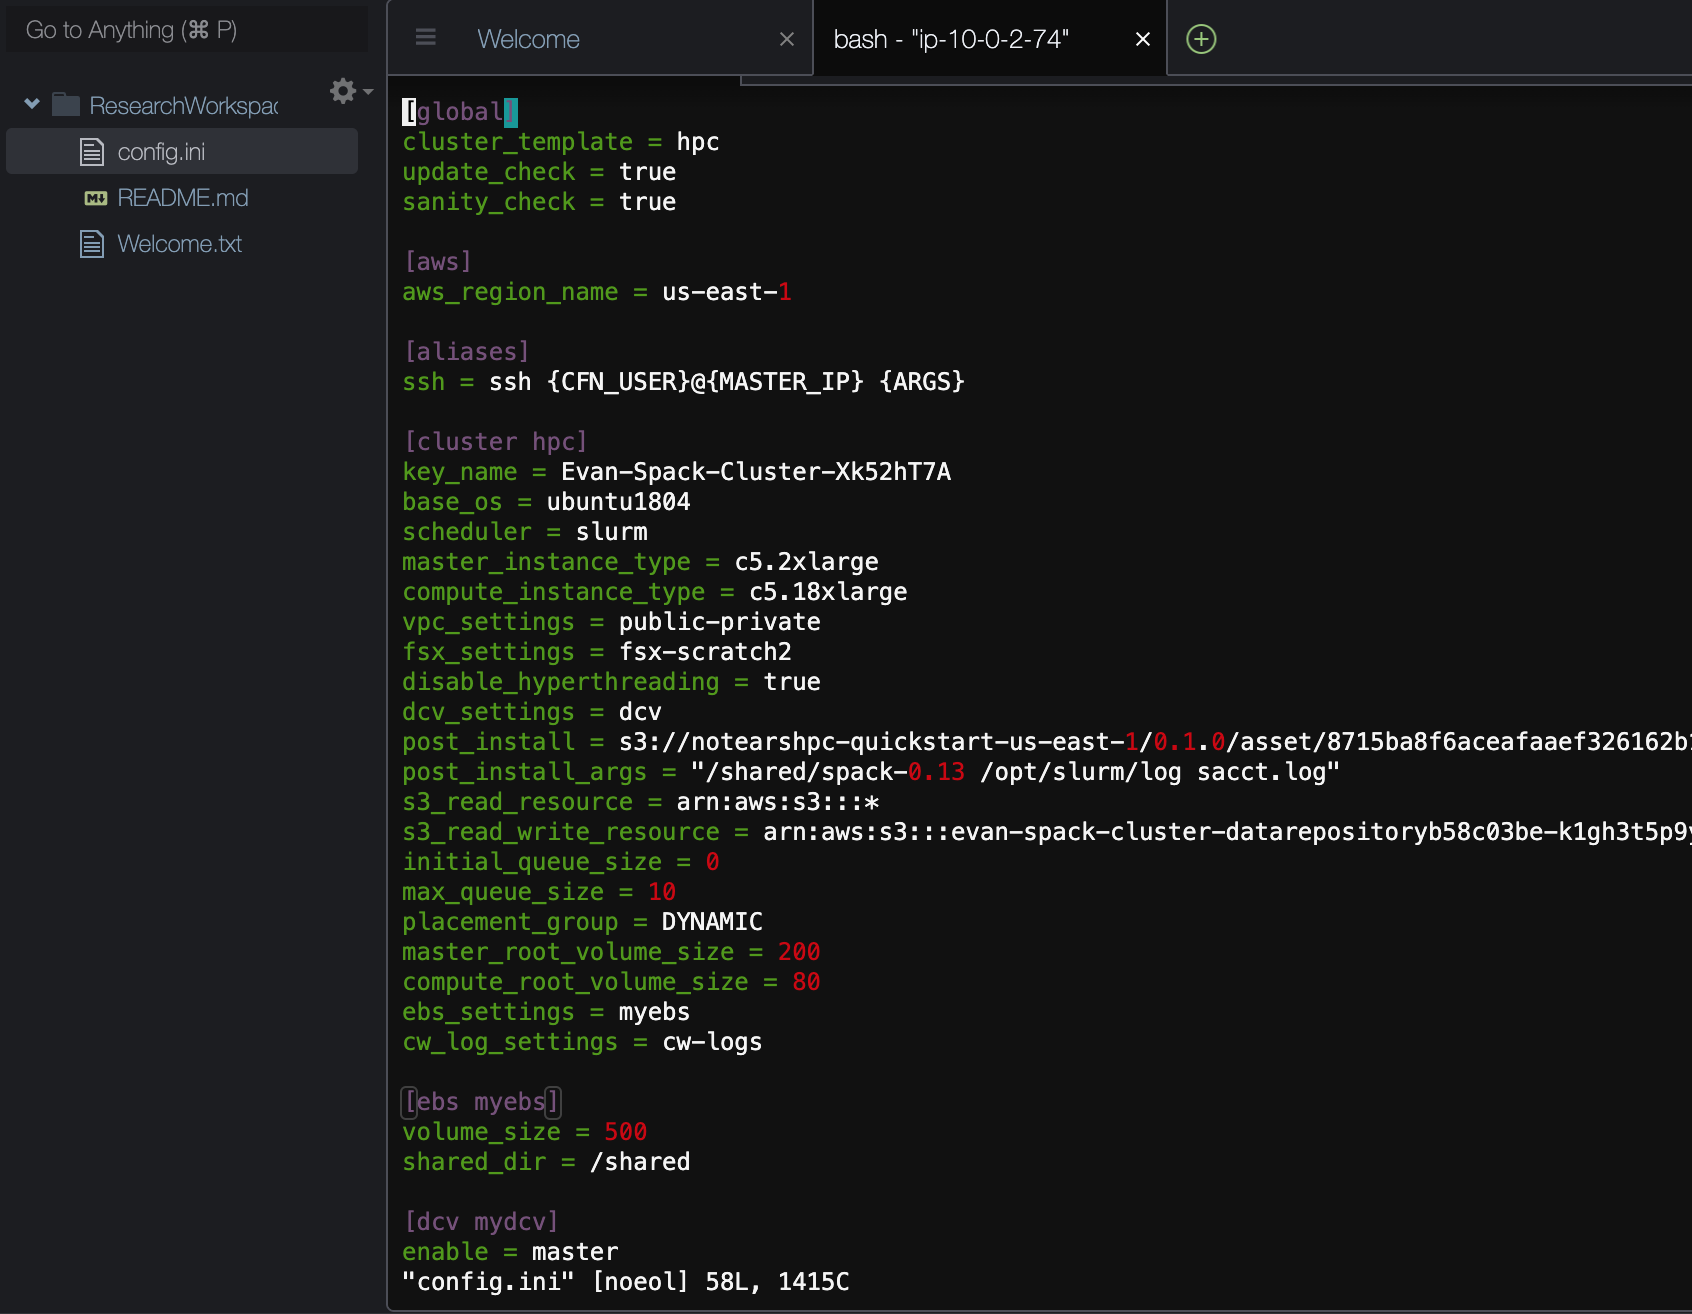 Go to Anything (⌘ P)
Welcome
bash - "ip-10-0-2-74"
ResearchWorkspac
config.ini
README.md
Welcome.txt
[global]
cluster_template = hpc
update_check = true
sanity_check = true
[aws]
aws_region_name = us-east-1
[aliases]
ssh = ssh {CFN_USER}@{MASTER_IP} {ARGS}
[cluster hpc]
key_name = Evan-Spack-Cluster-Xk52hT7A
base_os = ubuntu1804
scheduler = slurm
master_instance_type = c5.2xlarge
compute_instance_type = c5.18xlarge
vpc_settings = public-private
fsx_settings = fsx-scratch2
disable_hyperthreading = true
dcv_settings = dcv
post_install = s3://notearshpc-quickstart-us-east-1/0.1.0/asset/8715ba8f6aceafaaef326162b1
post_install_args = "/shared/spack-0.13 /opt/slurm/log sacct.log"
s3_read_resource = arn:aws:s3:::*
s3_read_write_resource = arn:aws:s3:::evan-spack-cluster-datarepositoryb58c03be-k1gh3t5p9y
initial_queue_size = 0
max_queue_size = 10
placement_group = DYNAMIC
master_root_volume_size = 200
compute_root_volume_size = 80
ebs_settings = myebs
cw_log_settings = cw-logs
[ebs myebs]
volume_size = 500
shared_dir = /shared
[dcv mydcv]
enable = master
"config.ini" [noeol] 58L, 1415C